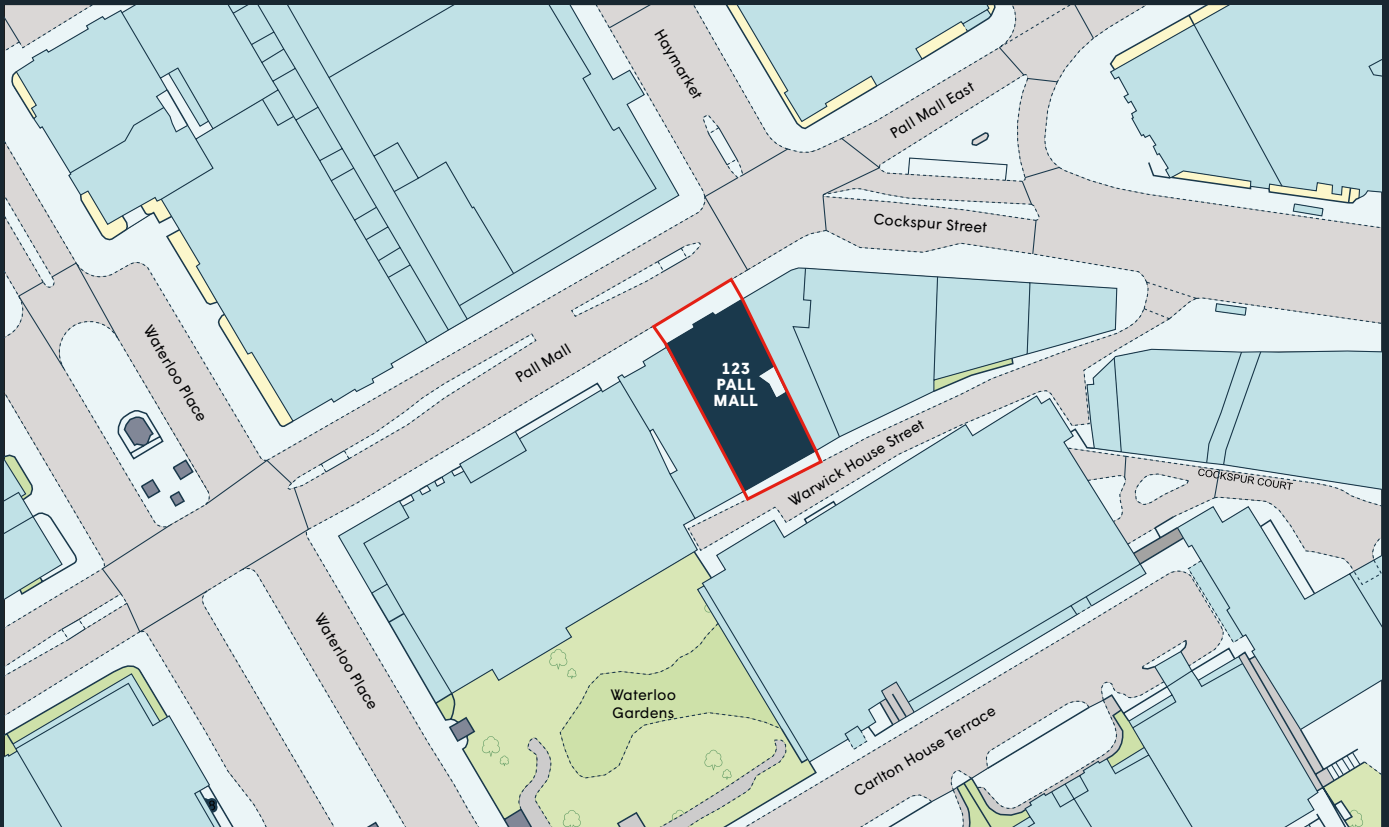 Haymarket
Pall Mall East
Cockspur Street
Waterloo Place
Pall Mall
123
PALL
MALL
Warwick House Street
COCKSPUR COURT
Waterloo Place
Waterloo
Gardens
Carlton House Terrace